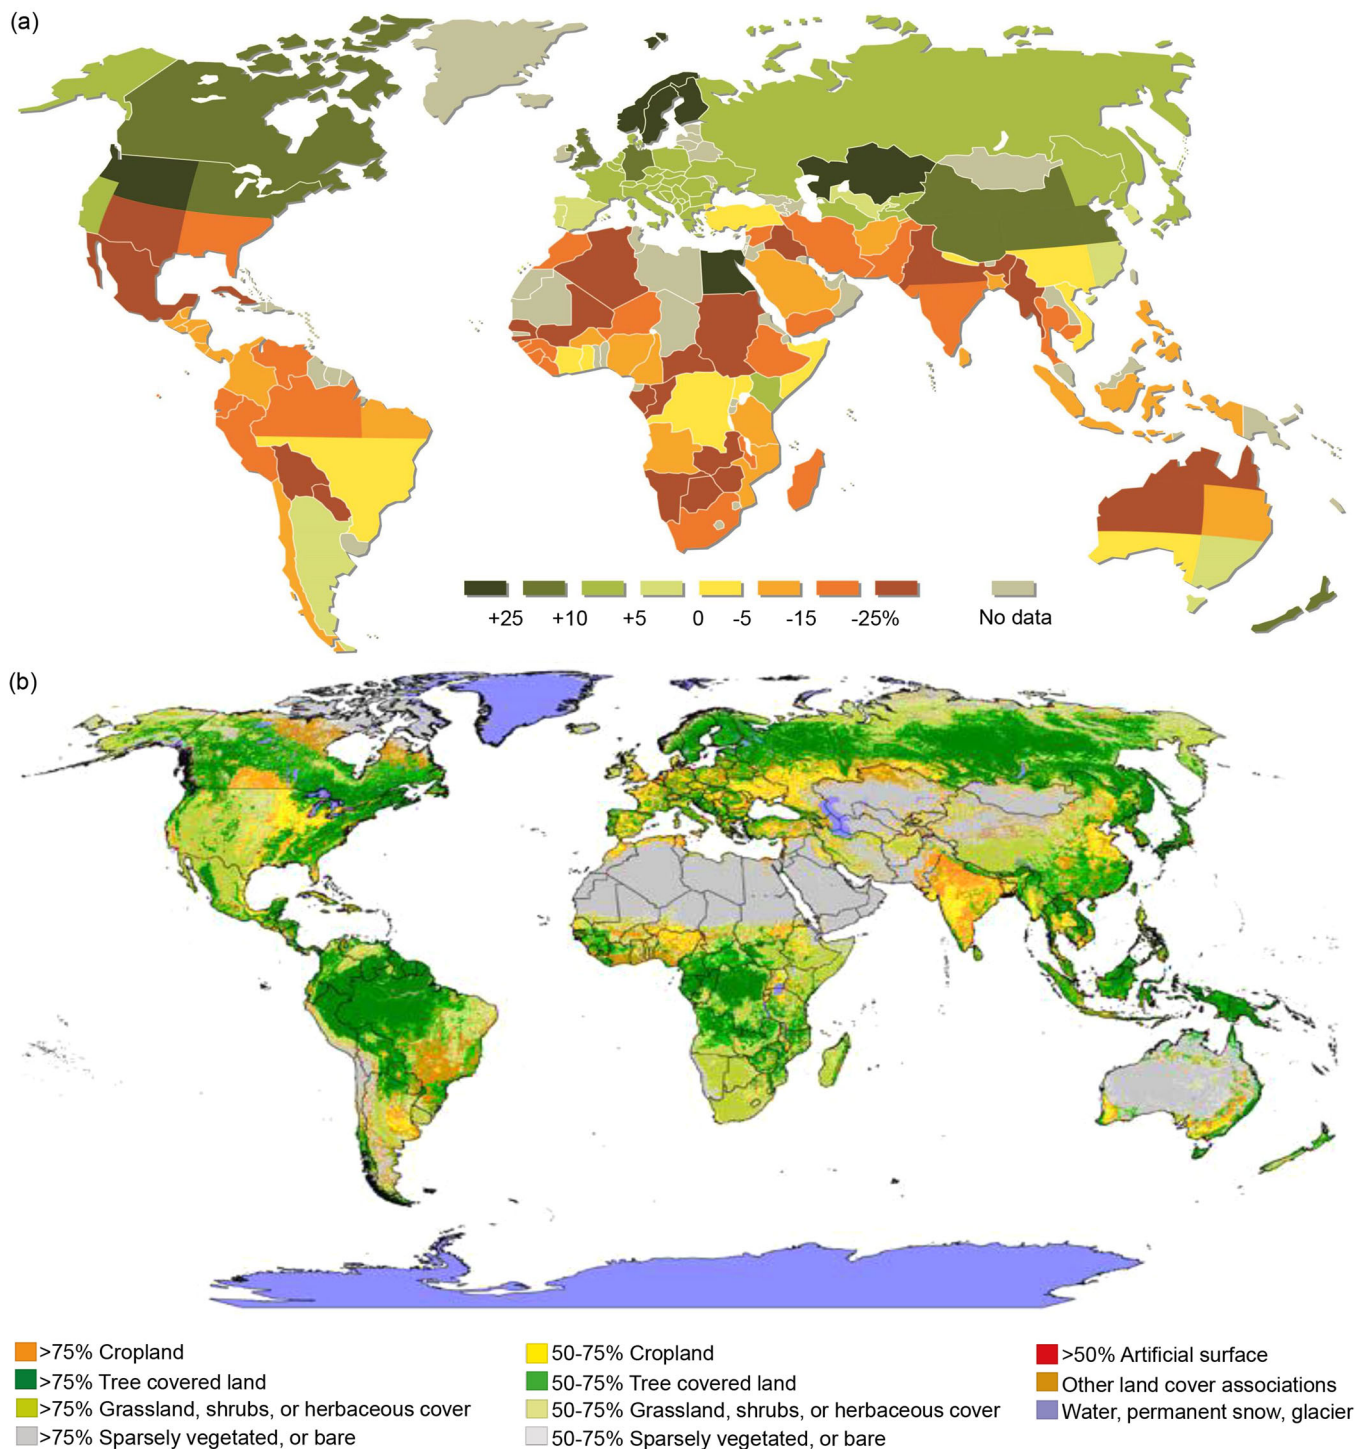 (a)
+25 +10 +5 0 -5 -15 -25% No data
(b)
>75% Cropland 50-75% Cropland >50% Artificial surface
>75% Tree covered land 50-75% Tree covered land Other land cover associations
>75% Grassland, shrubs, or herbaceous cover 50-75% Grassland, shrubs, or herbaceous cover Water, permanent snow, glacier
>75% Sparsely vegetated, or bare 50-75% Sparsely vegetated, or bare